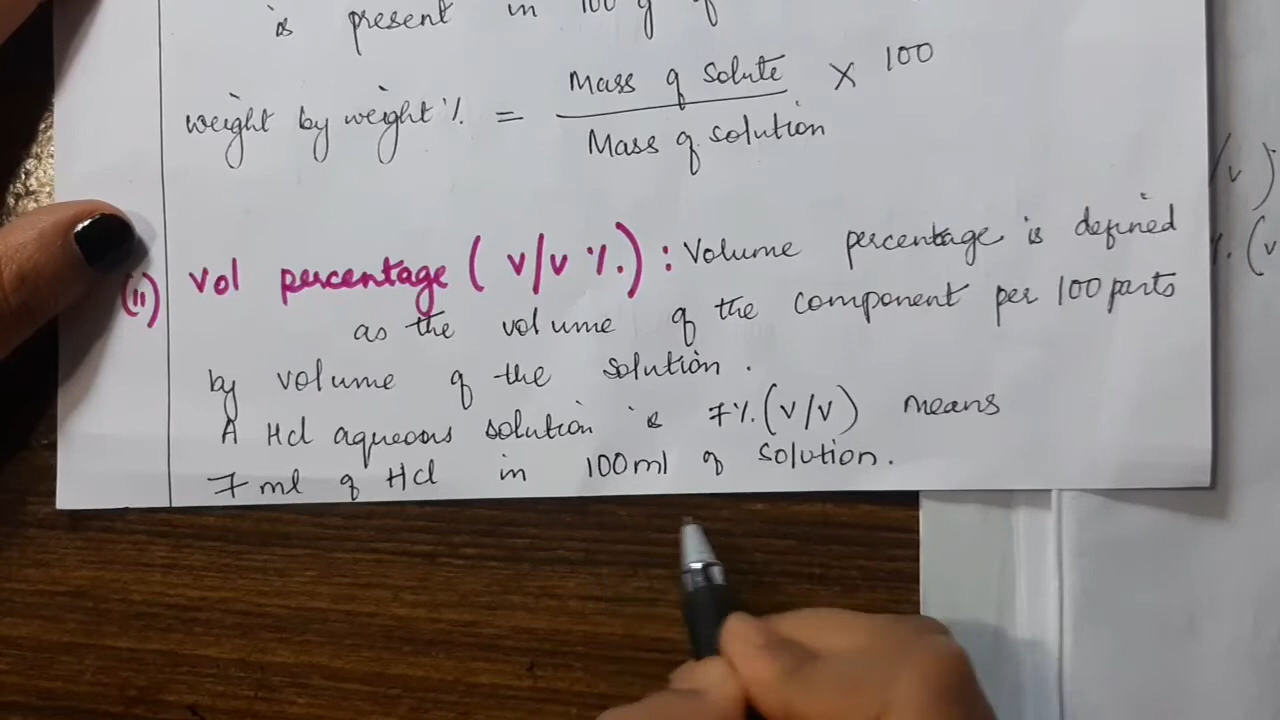 is present in 100 g of
weight by weight % = Mass of solute / Mass of solution × 100
(ii) Vol percentage ( v/v %.) : Volume percentage is defined
as the volume of the component per 100 parts
by volume of the solution.
A Hcl aqueous solution is 7%. (v/v) means
7 ml of Hcl in 100ml of solution.
/v)
%. (v